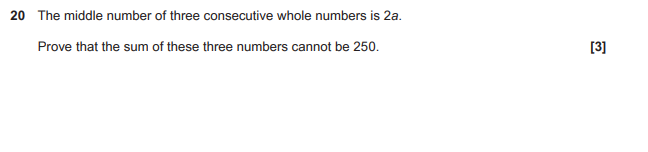 20 The middle number of three consecutive whole numbers is 2a.
Prove that the sum of these three numbers cannot be 250. [3]